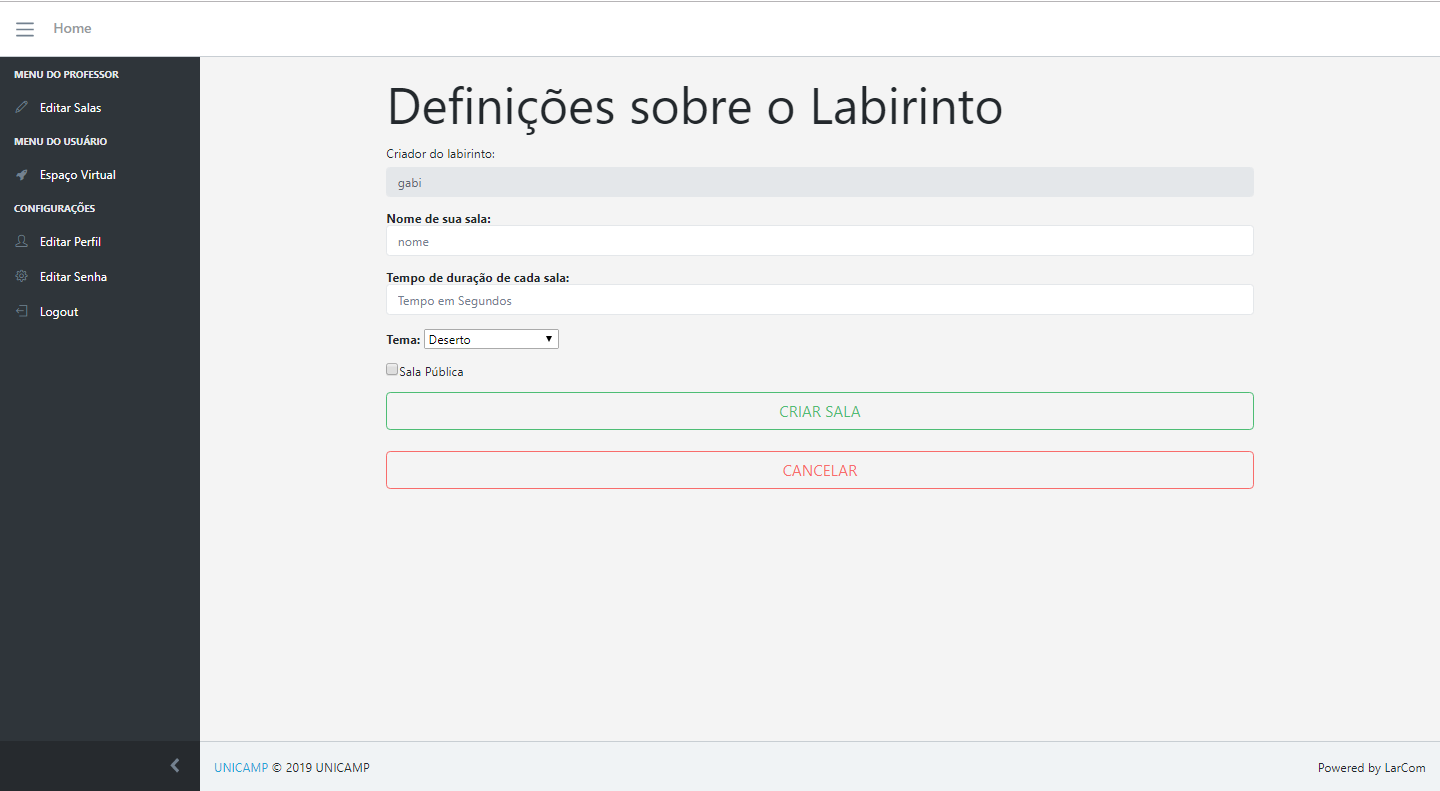 Home
MENU DO PROFESSOR
Editar Salas
MENU DO USUÁRIO
Espaço Virtual
CONFIGURAÇÕES
Editar Perfil
Editar Senha
Logout
Definições sobre o Labirinto
Criador do labirinto:
gabi
Nome de sua sala:
nome
Tempo de duração de cada sala:
Tempo em Segundos
Tema: Deserto
Sala Pública
CRIAR SALA
CANCELAR
UNICAMP © 2019 UNICAMP
Powered by LarCom